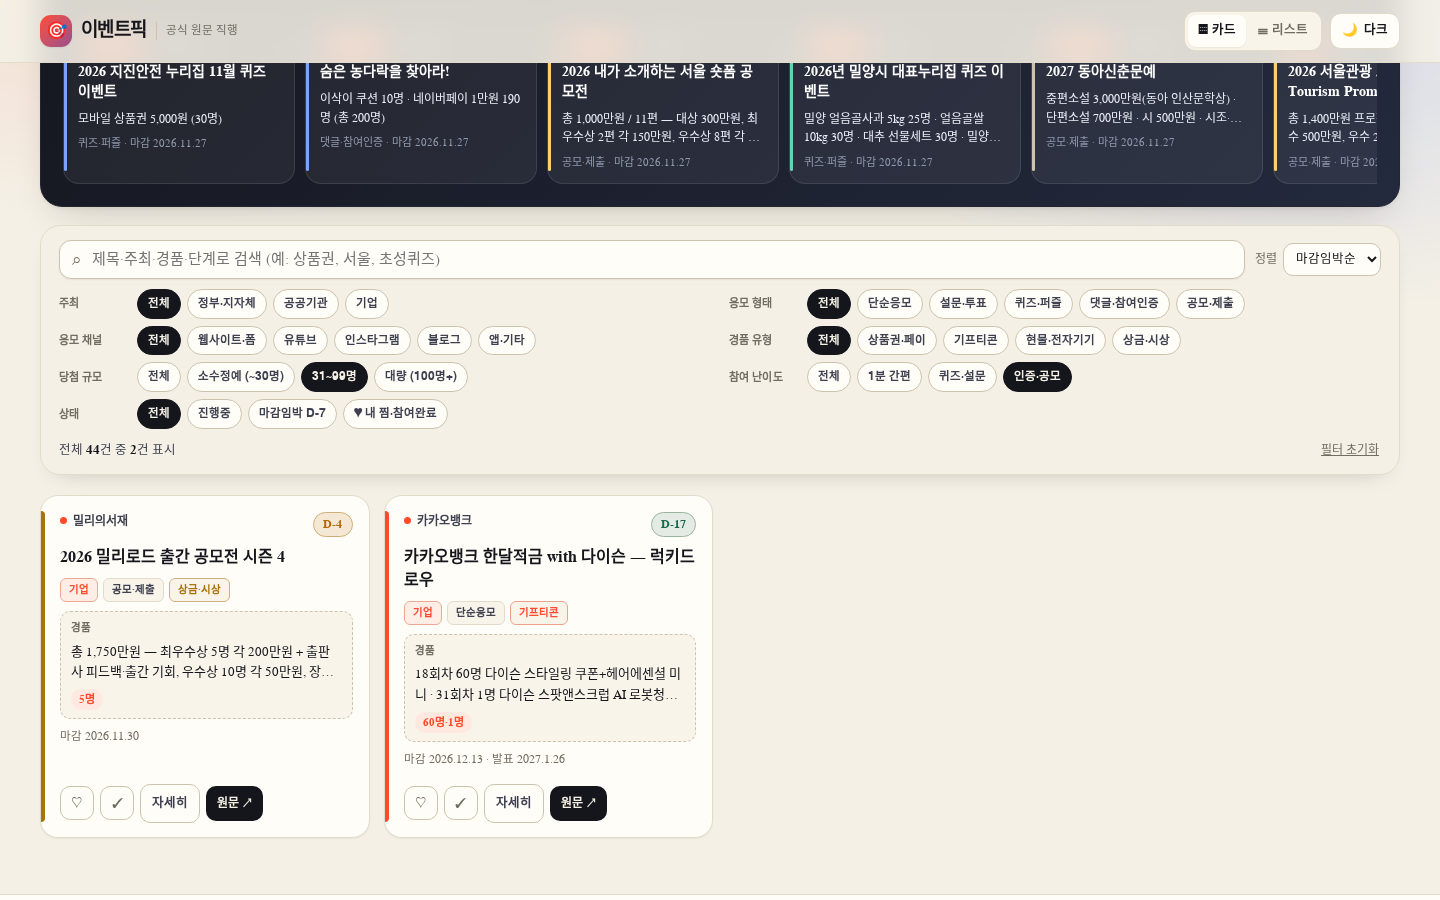 이벤트픽
공식 원문 직행
카드
리스트
다크
2026 지진안전 누리집 11월 퀴즈
이벤트
모바일 상품권 5,000원 (30명)
퀴즈·퍼즐 · 마감 2026.11.27
숨은 농다락을 찾아라!
이삭이 쿠션 10명 · 네이버페이 1만원 190
명 (총 200명)
댓글·참여인증 · 마감 2026.11.27
2026 내가 소개하는 서울 숏폼 공
모전
총 1,000만원 / 11편 — 대상 300만원, 최
우수상 2편 각 150만원, 우수상 8편 각 …
공모·제출 · 마감 2026.11.27
2026년 밀양시 대표누리집 퀴즈 이
벤트
밀양 얼음골사과 5kg 25명 · 얼음골쌀
10kg 30명 · 대추 선물세트 30명 · 밀양…
퀴즈·퍼즐 · 마감 2026.11.27
2027 동아신춘문예
중편소설 3,000만원(동아 인산문학상) ·
단편소설 700만원 · 시 500만원 · 시조·…
공모·제출 · 마감 2026.11.27
2026 서울관광
Tourism Prom
총 1,400만원 프로
수 500만원, 우수 2
공모·제출 · 마감 202
제목·주최·경품·단계로 검색 (예: 상품권, 서울, 초성퀴즈)
정렬
마감임박순
주최
전체
정부·지자체
공공기관
기업
응모 형태
전체
단순응모
설문·투표
퀴즈·퍼즐
댓글·참여인증
공모·제출
응모 채널
전체
웹사이트·폼
유튜브
인스타그램
블로그
앱·기타
경품 유형
전체
상품권·페이
기프티콘
현물·전자기기
상금·시상
당첨 규모
전체
소수정예 (~30명)
31~99명
대량 (100명+)
참여 난이도
전체
1분 간편
퀴즈·설문
인증·공모
상태
전체
진행중
마감임박 D-7
♥ 내 찜·참여완료
전체 44건 중 2건 표시
필터 초기화
밀리의서재
D-4
2026 밀리로드 출간 공모전 시즌 4
기업
공모·제출
상금·시상
경품
총 1,750만원 — 최우수상 5명 각 200만원 + 출판
사 피드백·출간 기회, 우수상 10명 각 50만원, 장…
5명
마감 2026.11.30
♡
✓
자세히
원문 ↗
카카오뱅크
D-17
카카오뱅크 한달적금 with 다이슨 — 럭키드
로우
기업
단순응모
기프티콘
경품
18회차 60명 다이슨 스타일링 쿠폰+헤어에센셜 미
니 · 31회차 1명 다이슨 스팟앤스크럽 AI 로봇청…
60명·1명
마감 2026.12.13 · 발표 2027.1.26
♡
✓
자세히
원문 ↗